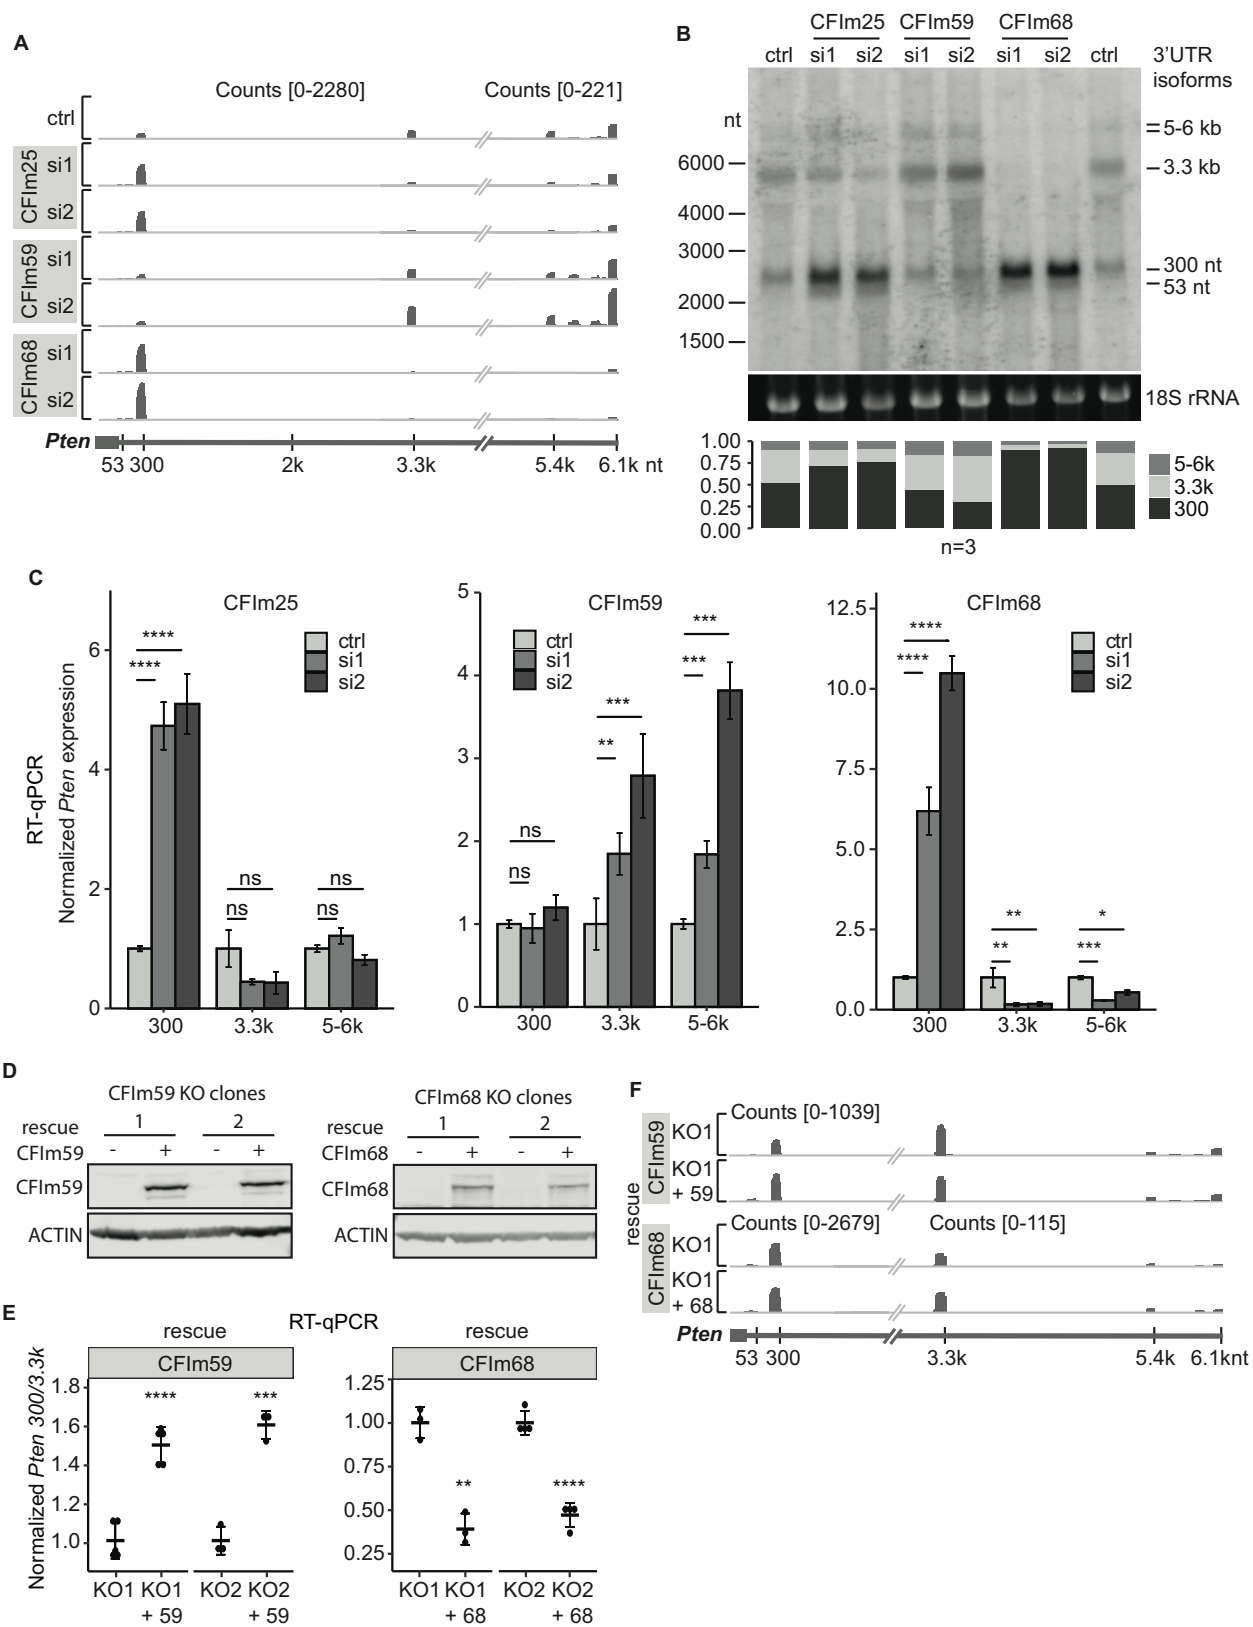 A
Counts [0-2280]
Counts [0-221]
ctrl
CFIm25
si1
si2
CFIm59
si1
si2
CFIm68
si1
si2
Pten
53 300 2k 3.3k 5.4k 6.1k nt
B
CFIm25 CFIm59 CFIm68
ctrl si1 si2 si1 si2 si1 si2 ctrl
3'UTR
isoforms
nt
6000
4000
3000
2000
1500
5-6 kb
3.3 kb
300 nt
53 nt
18S rRNA
1.00
0.75
0.50
0.25
0.00
5-6k
3.3k
300
n=3
C
RT-qPCR
Normalized Pten expression
CFIm25
6
4
2
0
ctrl
si1
si2
****
****
ns
ns
ns
ns
300 3.3k 5-6k
CFIm59
5
4
3
2
1
0
ctrl
si1
si2
ns
ns
***
**
***
***
300 3.3k 5-6k
CFIm68
12.5
10.0
7.5
5.0
2.5
0.0
ctrl
si1
si2
****
****
**
**
*
***
300 3.3k 5-6k
D
CFIm59 KO clones
rescue 1 2
CFIm59 - + - +
CFIm59
ACTIN
CFIm68 KO clones
rescue 1 2
CFIm68 - + - +
CFIm68
ACTIN
E
RT-qPCR
Normalized Pten 300/3.3k
rescue
CFIm59
1.8
1.6
1.4
1.2
1.0
****
***
KO1 KO1 KO2 KO2
+ 59 + 59
rescue
CFIm68
1.25
1.00
0.75
0.50
0.25
**
****
KO1 KO1 KO2 KO2
+ 68 + 68
F
rescue
CFIm59
Counts [0-1039]
KO1
KO1
+ 59
CFIm68
Counts [0-2679] Counts [0-115]
KO1
KO1
+ 68
Pten
53 300 3.3k 5.4k 6.1knt